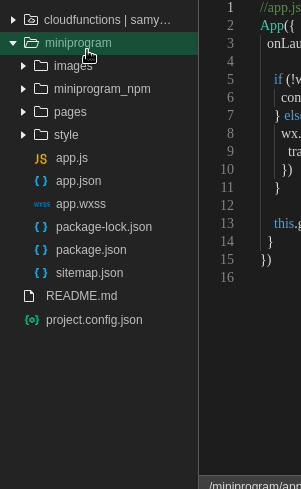 cloudfunctions | samy…
miniprogram
images
miniprogram_npm
pages
style
JS app.js
{ } app.json
wxss app.wxss
{ } package-lock.json
{ } package.json
{ } sitemap.json
README.md
{o} project.config.json
1 //app.js
2 App({
3 onLau
4
5 if (!w
6 con
7 } else
8 wx.
9 tra
10 })
11 }
12
13 this.g
14 }
15 })
16
/miniprogram/app